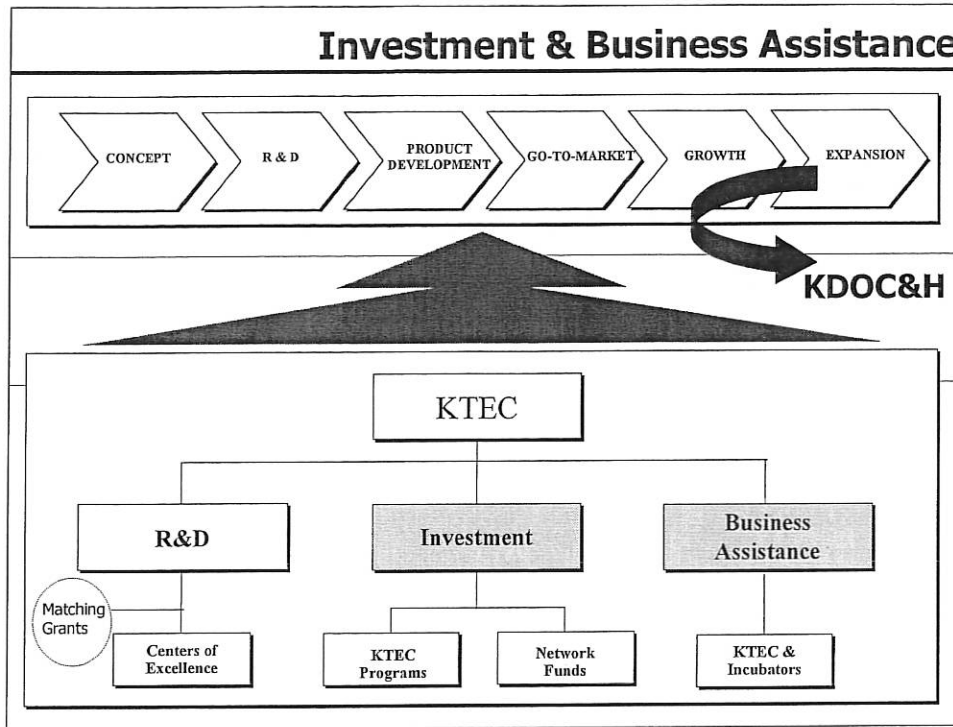 Investment & Business Assistance
CONCEPT
R & D
PRODUCT
DEVELOPMENT
GO-TO-MARKET
GROWTH
EXPANSION
KDOC&H
KTEC
R&D
Investment
Business
Assistance
Matching
Grants
Centers of
Excellence
KTEC
Programs
Network
Funds
KTEC &
Incubators